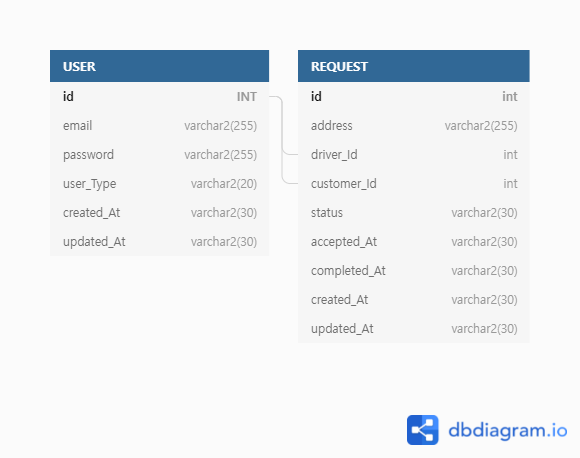 USER
id INT
email varchar2(255)
password varchar2(255)
user_Type varchar2(20)
created_At varchar2(30)
updated_At varchar2(30)
REQUEST
id int
address varchar2(255)
driver_Id int
customer_Id int
status varchar2(30)
accepted_At varchar2(30)
completed_At varchar2(30)
created_At varchar2(30)
updated_At varchar2(30)
dbdiagram.io